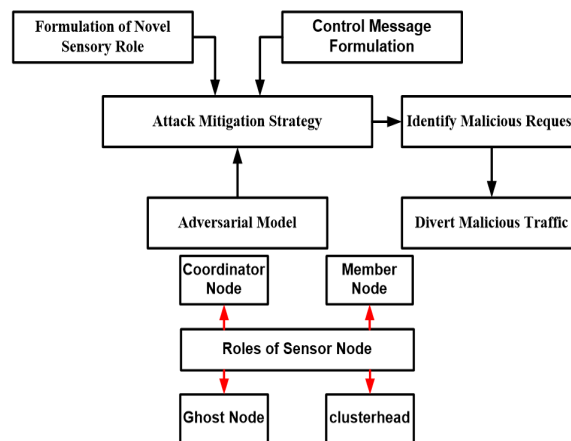 Formulation of Novel
Sensory Role
Control Message
Formulation
Attack Mitigation Strategy
Identify Malicious Reques
Adversarial Model
Divert Malicious Traffic
Coordinator
Node
Member
Node
Roles of Sensor Node
Ghost Node
clusterhead